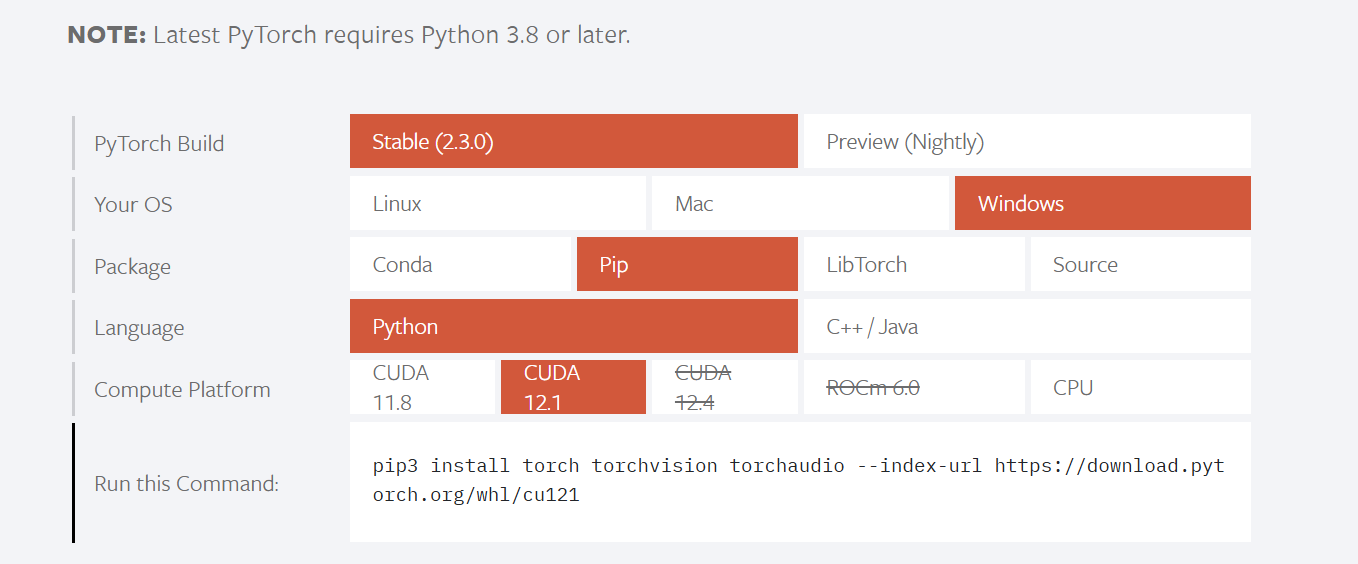 NOTE: Latest PyTorch requires Python 3.8 or later.
PyTorch Build
Stable (2.3.0)
Preview (Nightly)
Your OS
Linux
Mac
Windows
Package
Conda
Pip
LibTorch
Source
Language
Python
C++ / Java
Compute Platform
CUDA
11.8
CUDA
12.1
CUDA
12.4
ROCm 6.0
CPU
Run this Command:
pip3 install torch torchvision torchaudio --index-url https://download.pyt
orch.org/whl/cu121